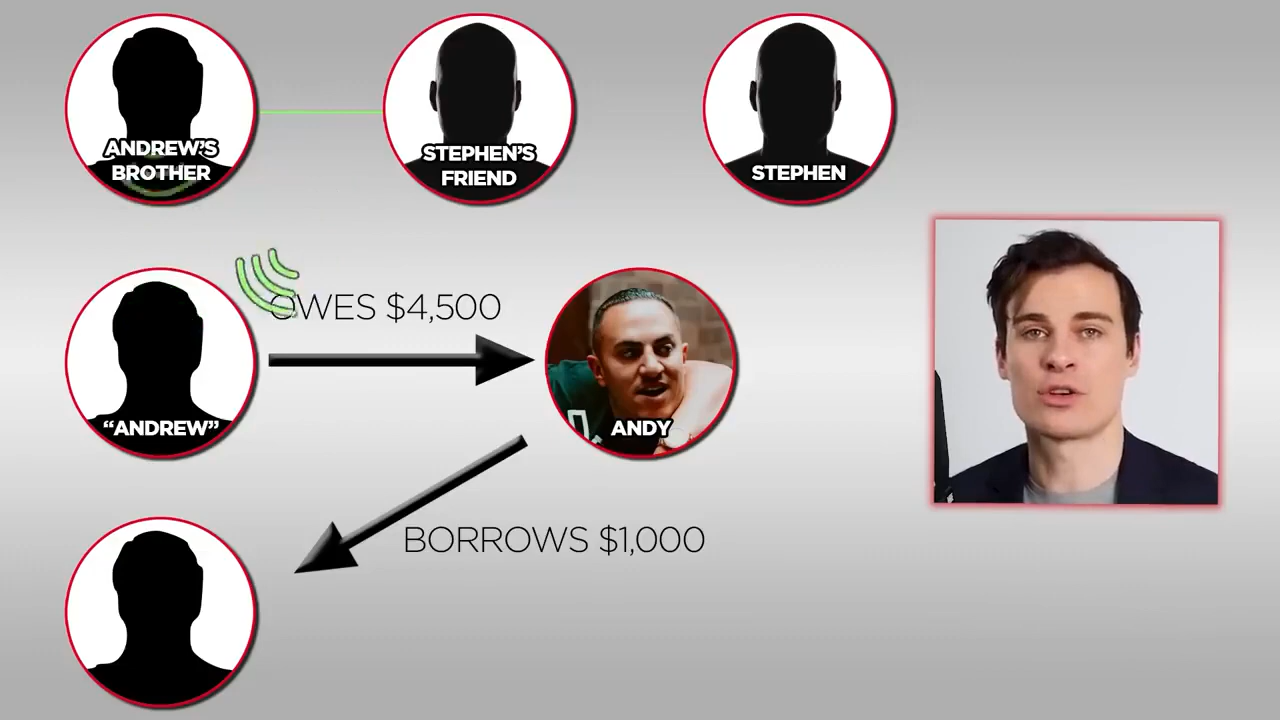 ANDREW'S
BROTHER
STEPHEN'S
FRIEND
STEPHEN
OWES $4,500
"ANDREW"
ANDY
BORROWS $1,000